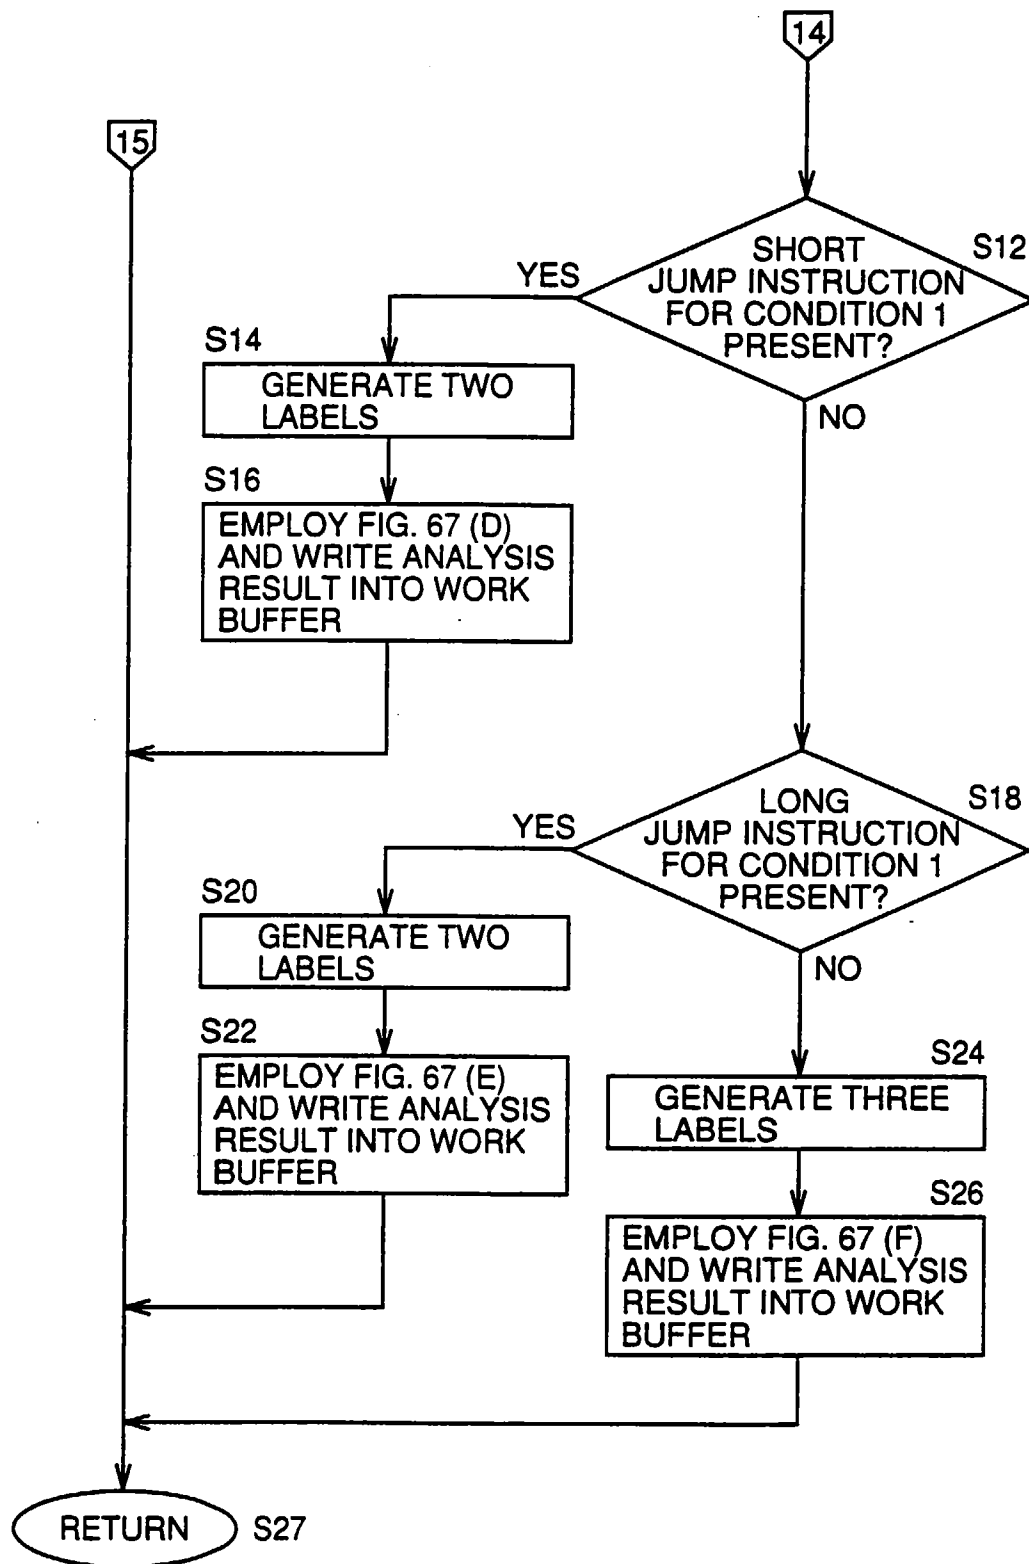 14
15
SHORT
JUMP INSTRUCTION
FOR CONDITION 1
PRESENT?
S12
YES
NO
S14
GENERATE TWO
LABELS
S16
EMPLOY FIG. 67 (D)
AND WRITE ANALYSIS
RESULT INTO WORK
BUFFER
LONG
JUMP INSTRUCTION
FOR CONDITION 1
PRESENT?
S18
YES
NO
S20
GENERATE TWO
LABELS
S22
EMPLOY FIG. 67 (E)
AND WRITE ANALYSIS
RESULT INTO WORK
BUFFER
S24
GENERATE THREE
LABELS
S26
EMPLOY FIG. 67 (F)
AND WRITE ANALYSIS
RESULT INTO WORK
BUFFER
RETURN
S27